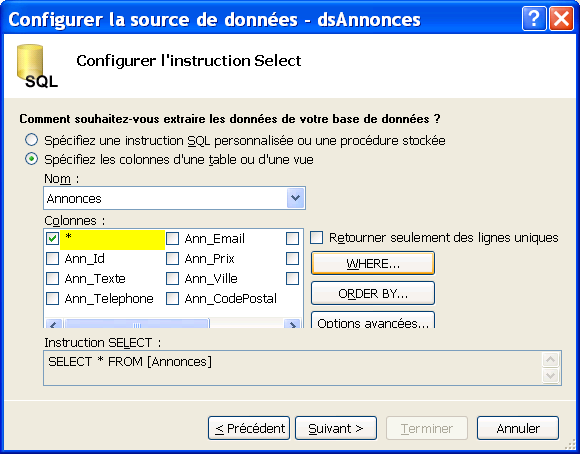 Configurer la source de données - dsAnnonces
SQL
Configurer l'instruction Select
Comment souhaitez-vous extraire les données de votre base de données ?
Spécifiez une instruction SQL personnalisée ou une procédure stockée
Spécifiez les colonnes d'une table ou d'une vue
Nom :
Annonces
Colonnes :
* Ann_Email
Ann_Id Ann_Prix
Ann_Texte Ann_Ville
Ann_Telephone Ann_CodePostal
Retourner seulement des lignes uniques
WHERE...
ORDER BY...
Options avancées...
Instruction SELECT :
SELECT * FROM [Annonces]
< Précédent Suivant > Terminer Annuler